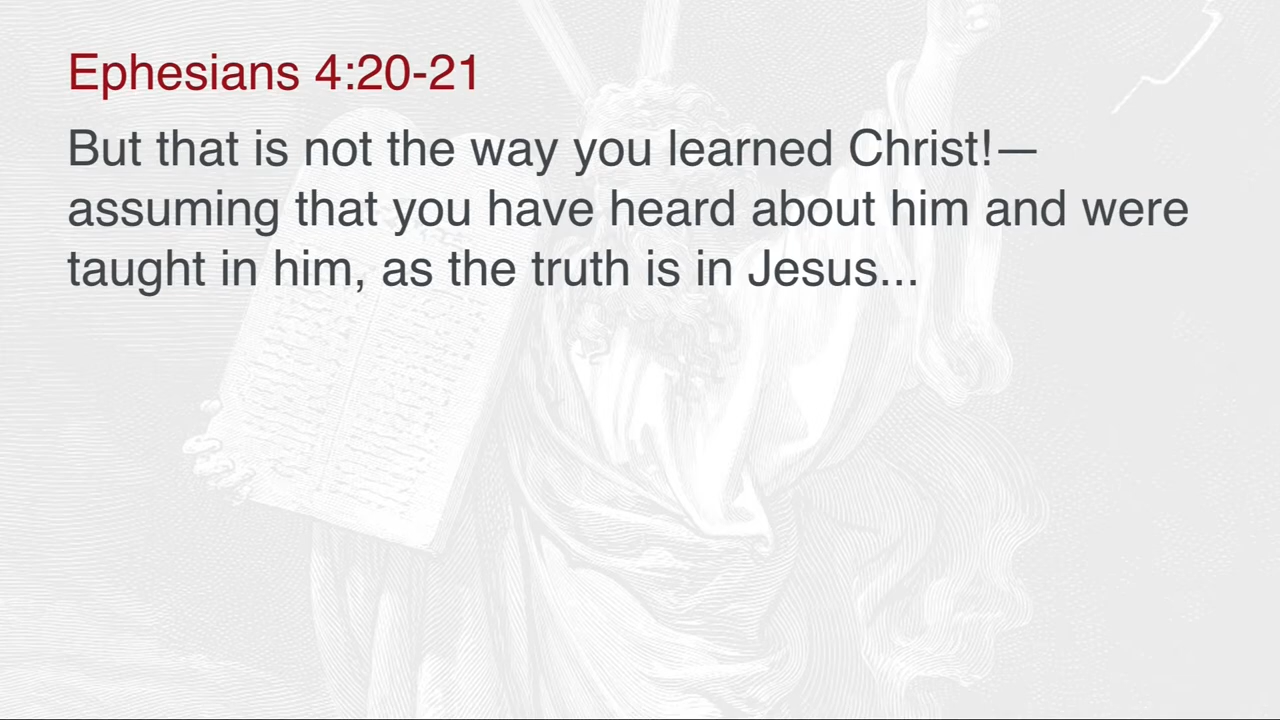 Ephesians 4:20-21
But that is not the way you learned Christ!—
assuming that you have heard about him and were
taught in him, as the truth is in Jesus...